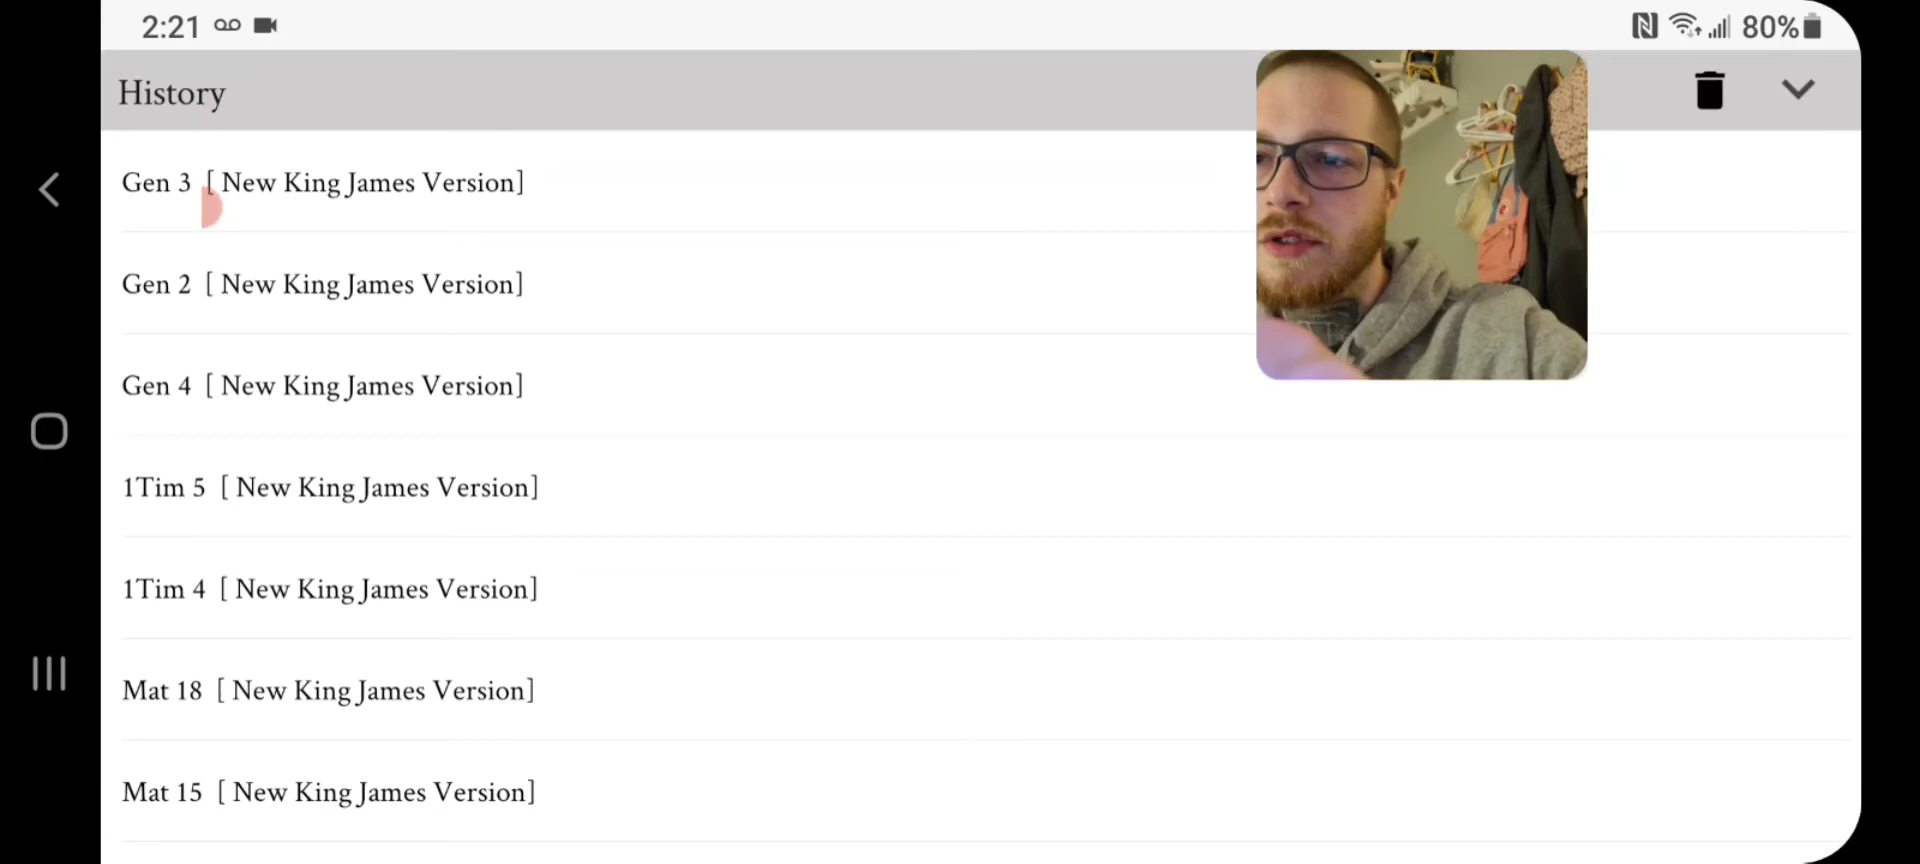 2:21 80%
History
Gen 3 [ New King James Version]
Gen 2 [ New King James Version]
Gen 4 [ New King James Version]
1Tim 5 [ New King James Version]
1Tim 4 [ New King James Version]
Mat 18 [ New King James Version]
Mat 15 [ New King James Version]